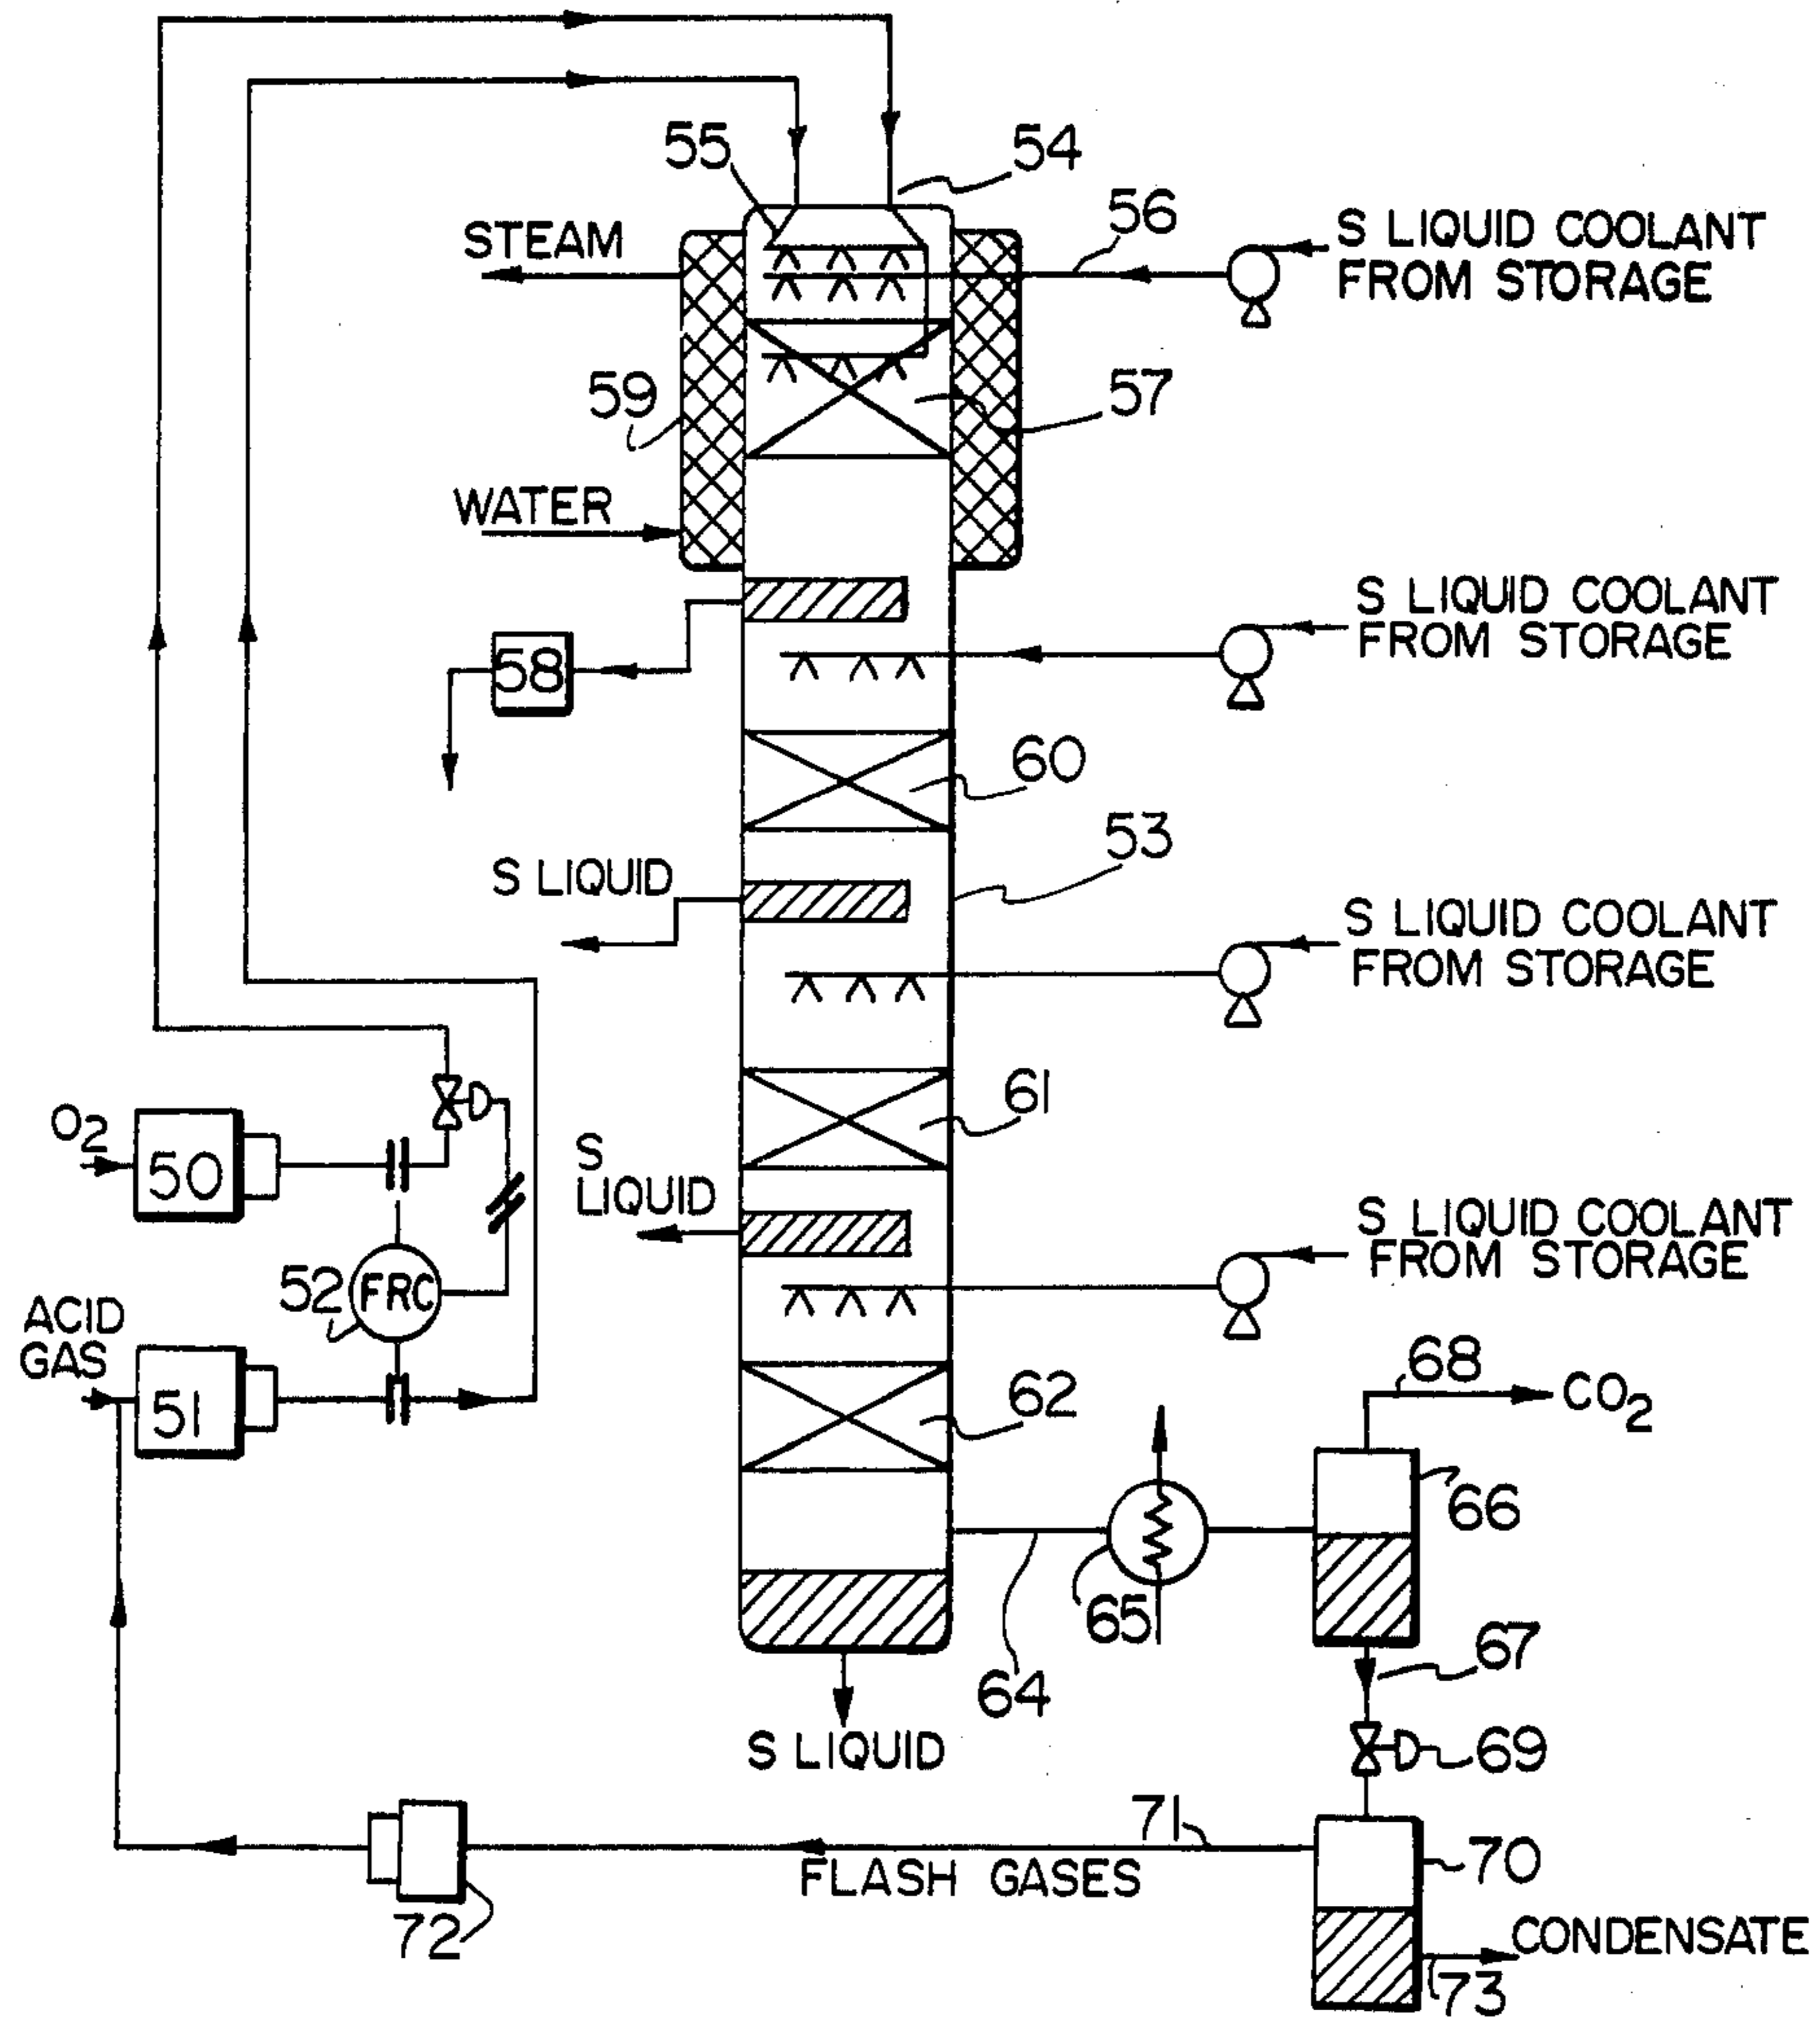 55
54
56
STEAM
S LIQUID COOLANT
FROM STORAGE
59
57
WATER
S LIQUID COOLANT
FROM STORAGE
58
60
53
S LIQUID
S LIQUID COOLANT
FROM STORAGE
61
O2
50
S
LIQUID
S LIQUID COOLANT
FROM STORAGE
52
FRC
ACID
GAS
51
62
68
CO2
66
65
64
67
S LIQUID
69
71
FLASH GASES
70
72
CONDENSATE
73